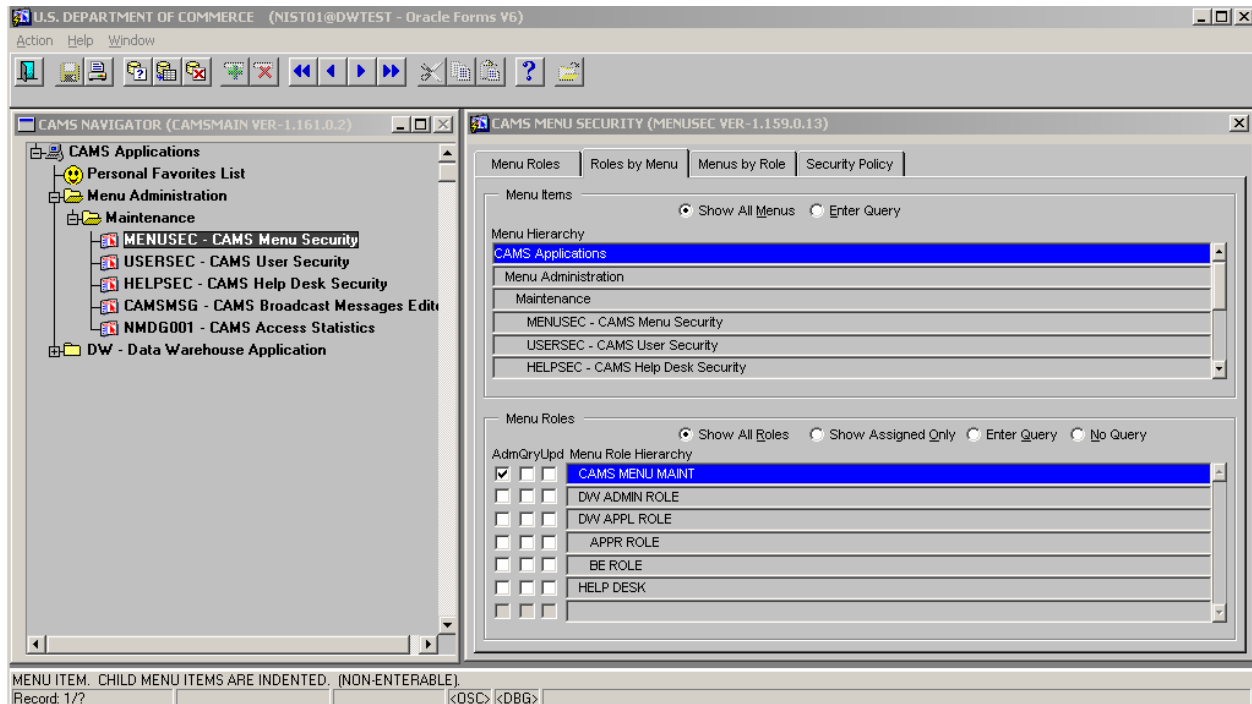 U.S. DEPARTMENT OF COMMERCE (NIST01@DWTEST - Oracle Forms V6)
Action Help Window
CAMS NAVIGATOR (CAMSMAIN VER-1.161.0.2)
CAMS Applications
Personal Favorites List
Menu Administration
Maintenance
MENUSEC - CAMS Menu Security
USERSEC - CAMS User Security
HELPSEC - CAMS Help Desk Security
CAMSMSG - CAMS Broadcast Messages Edit
NMDG001 - CAMS Access Statistics
DW - Data Warehouse Application
CAMS MENU SECURITY (MENUSEC VER-1.159.0.13)
Menu Roles Roles by Menu Menus by Role Security Policy
Menu Items
Show All Menus Enter Query
Menu Hierarchy
CAMS Applications
Menu Administration
Maintenance
MENUSEC - CAMS Menu Security
USERSEC - CAMS User Security
HELPSEC - CAMS Help Desk Security
Menu Roles
Show All Roles Show Assigned Only Enter Query No Query
Adm Qry Upd Menu Role Hierarchy
CAMS MENU MAINT
DW ADMIN ROLE
DW APPL ROLE
APPR ROLE
BE ROLE
HELP DESK
MENU ITEM. CHILD MENU ITEMS ARE INDENTED. (NON-ENTERABLE).
Record: 1/? <OSC> <DBG>